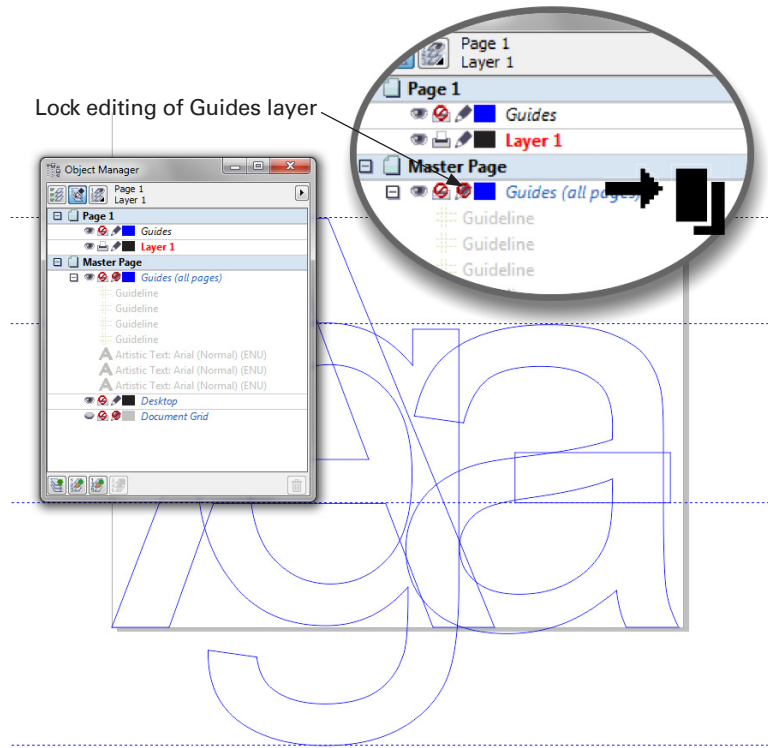 Page 1
Layer 1
Page 1
Guides
Layer 1
Master Page
Guides (all pages)
Guideline
Guideline
Guideline
Lock editing of Guides layer
Object Manager
Page 1
Layer 1
Page 1
Guides
Layer 1
Master Page
Guides (all pages)
Guideline
Guideline
Guideline
Guideline
Artistic Text: Arial (Normal) (ENU)
Artistic Text: Arial (Normal) (ENU)
Artistic Text: Arial (Normal) (ENU)
Desktop
Document Grid
A g a